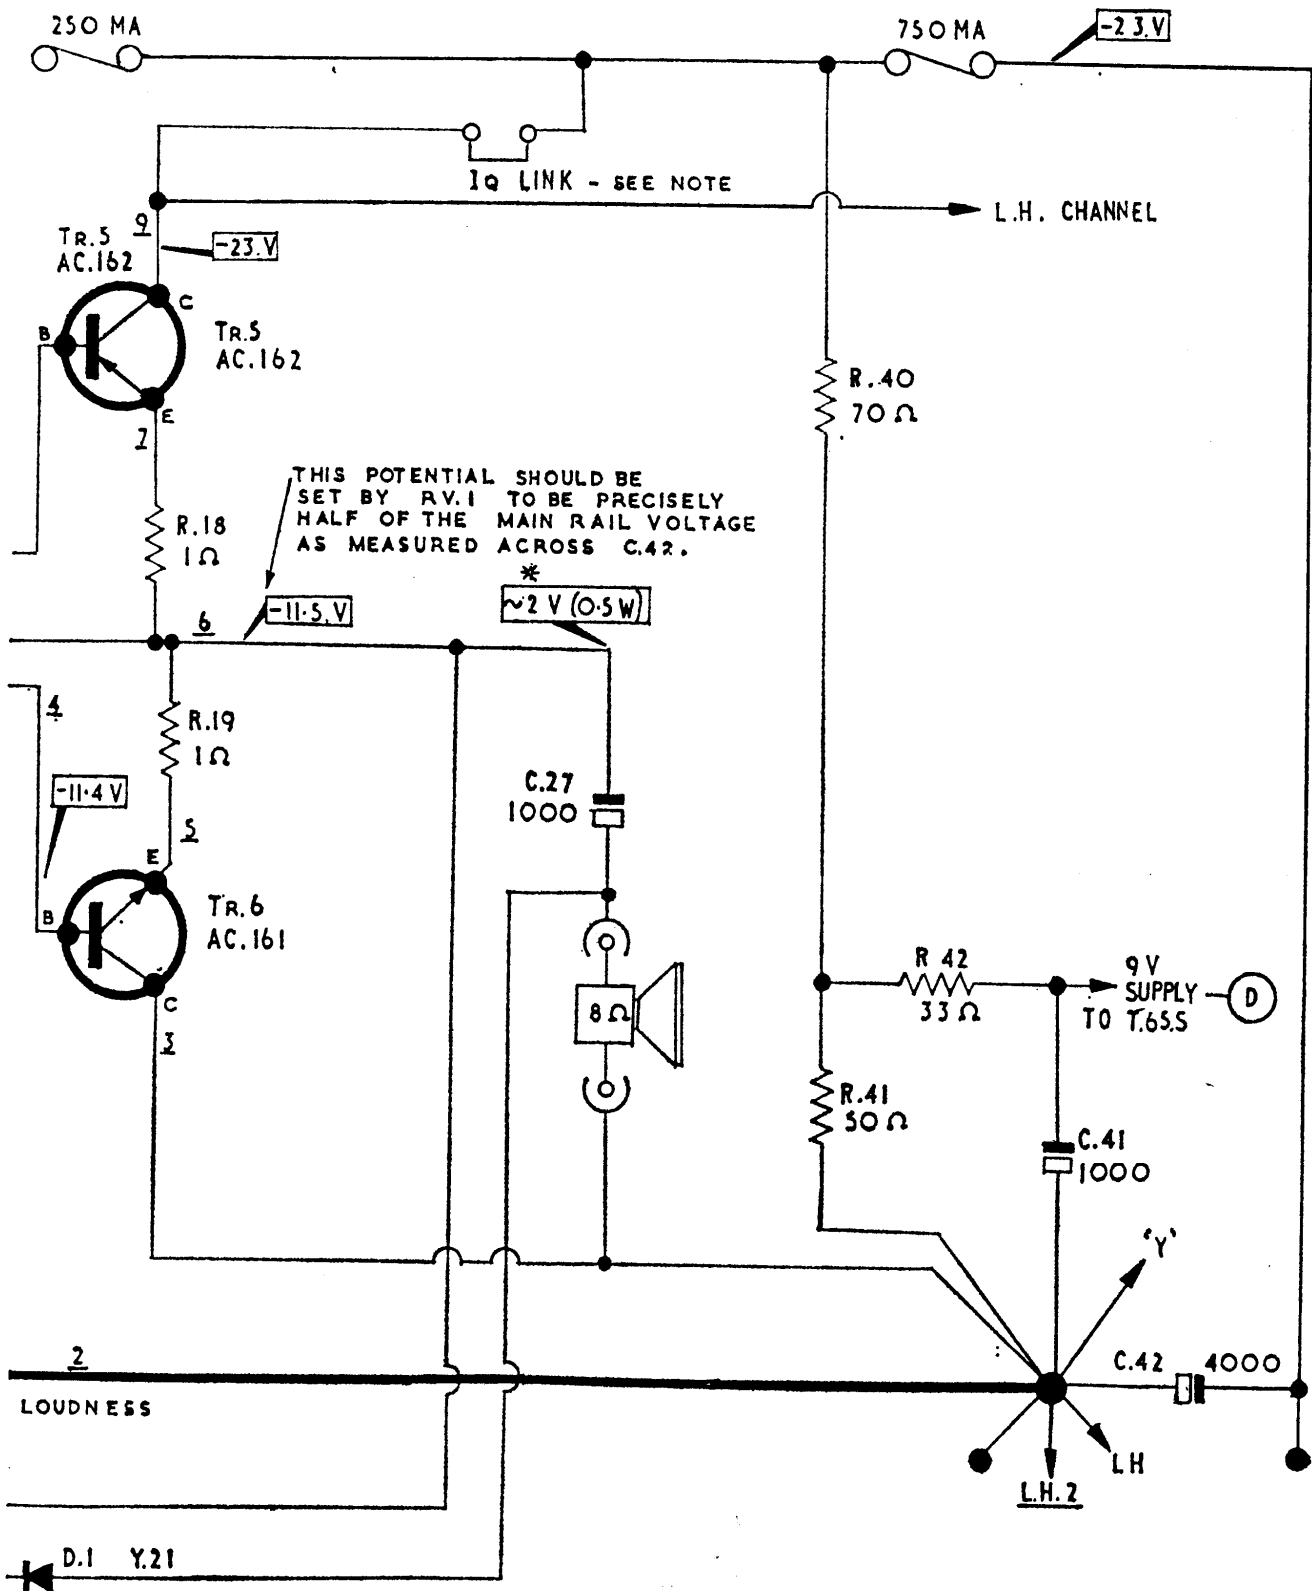 250 MA
750 MA
-23.V
IQ LINK - SEE NOTE
L.H. CHANNEL
9
TR.5
AC.162
-23.V
C
B
TR.5
AC.162
E
7
R.40
70 Ω
THIS POTENTIAL SHOULD BE
SET BY RV.1 TO BE PRECISELY
HALF OF THE MAIN RAIL VOLTAGE
AS MEASURED ACROSS C.42.
R.18
1Ω
*
~2 V (0.5W)
-11.5.V
6
4
R.19
1Ω
-11.4 V
C.27
1000
5
E
B
TR.6
AC.161
C
3
8Ω
R 42
33Ω
9V
SUPPLY
TO T.65.S
D
R.41
50Ω
C.41
1000
'Y'
2
LOUDNESS
C.42
4000
LH
L.H.2
D.1 Y.21